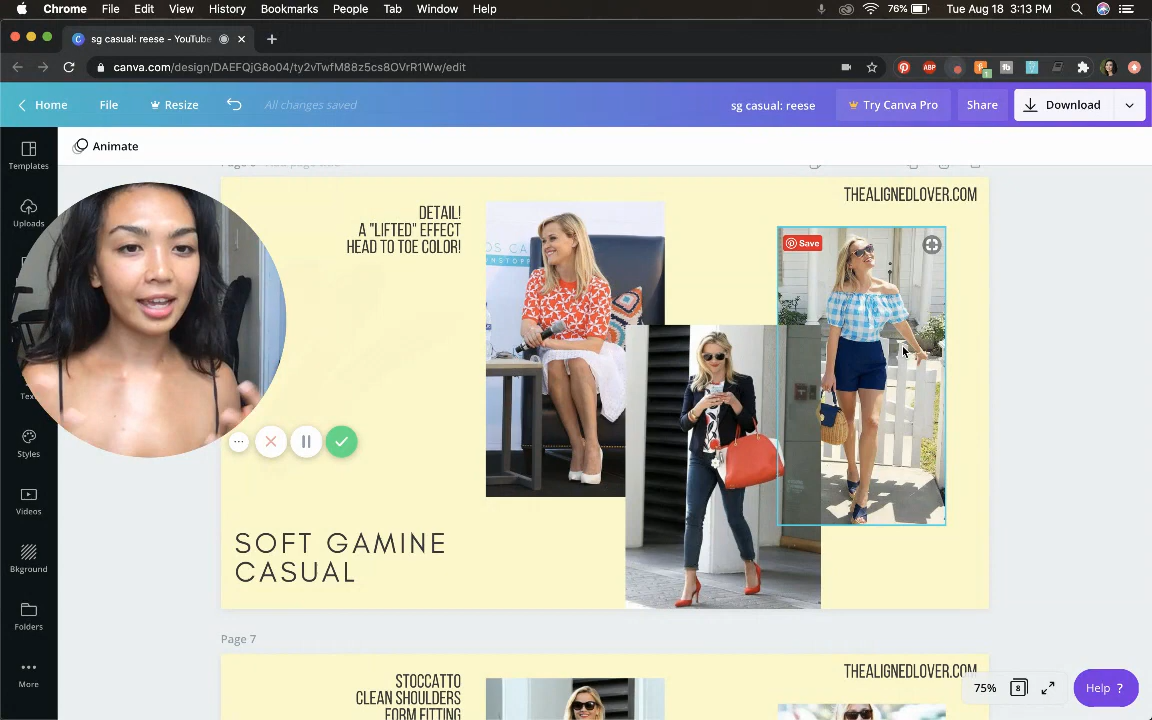 Chrome File Edit View History Bookmarks People Tab Window Help
76% Tue Aug 18 3:13 PM
sg casual: reese - YouTube
canva.com/design/DAEFQjG8o04/ty2vTwfM88z5cs8OVrR1Ww/edit
Home File Resize All changes saved sg casual: reese Try Canva Pro Share Download
Animate
Templates
Uploads
Styles
Videos
Bkground
Folders
More
THEALIGNEDLOVER.COM
DETAIL!
A "LIFTED" EFFECT
HEAD TO TOE COLOR!
Save
SOFT GAMINE
CASUAL
Page 7
THEALIGNEDLOVER.COM
STOCCATTO
CLEAN SHOULDERS
FORM FITTING
75% 8 Help ?